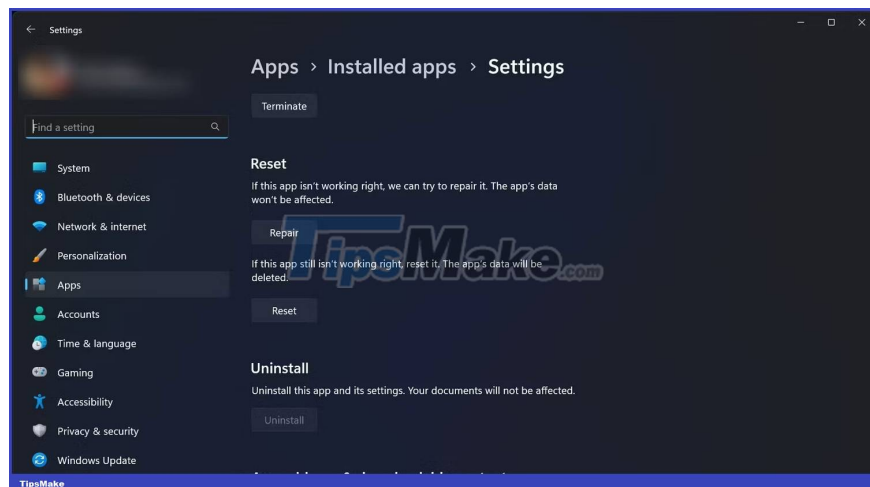 Settings
Apps > Installed apps > Settings
Terminate
Find a setting
System
Bluetooth & devices
Network & internet
Personalization
Apps
Accounts
Time & language
Gaming
Accessibility
Privacy & security
Windows Update
Reset
If this app isn't working right, we can try to repair it. The app's data
won't be affected.
Repair
If this app still isn't working right, reset it. The app's data will be
deleted.
Reset
Uninstall
Uninstall this app and its settings. Your documents will not be affected.
Uninstall
TipsMake.com
TipsMake